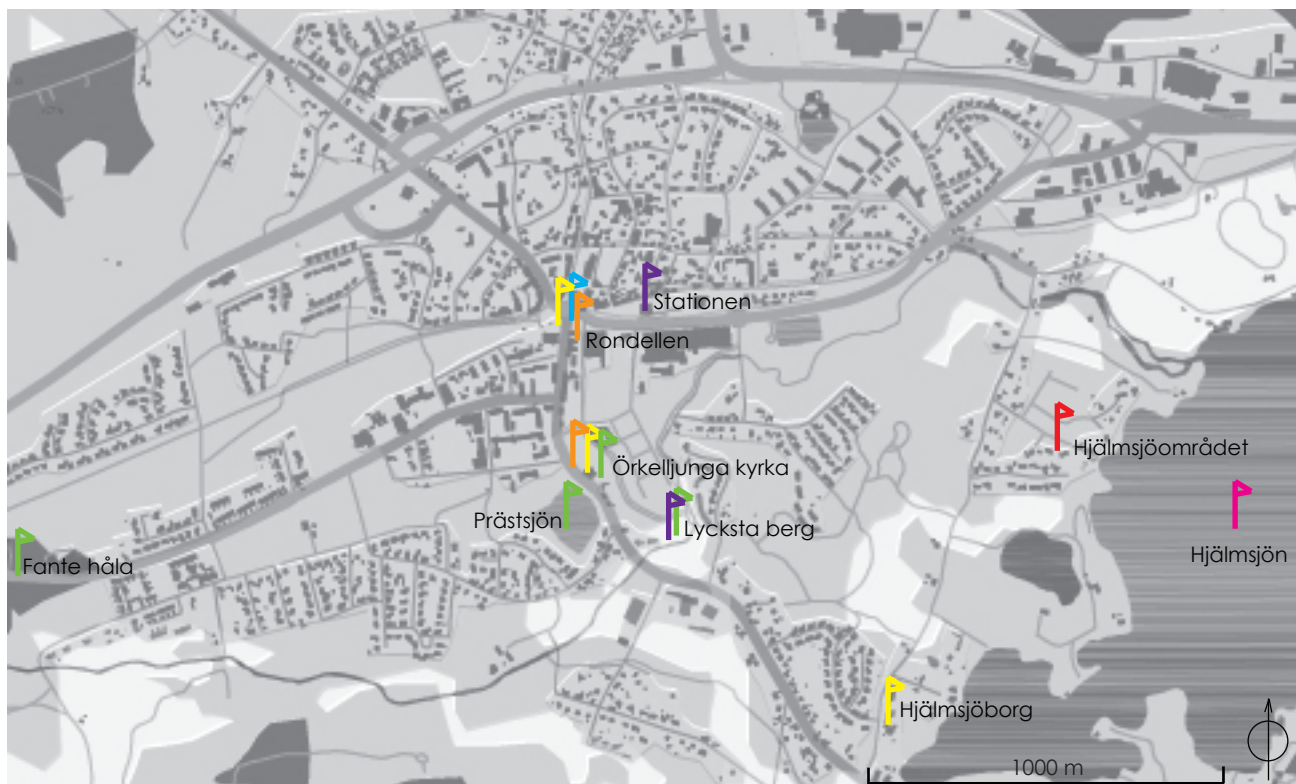 Stationen
Rondellen
Hjälmsjöområdet
Örkelljunga kyrka
Prästsjön
Lycksta berg
Hjälmsjön
Fante håla
Hjälmsjöborg
1000 m